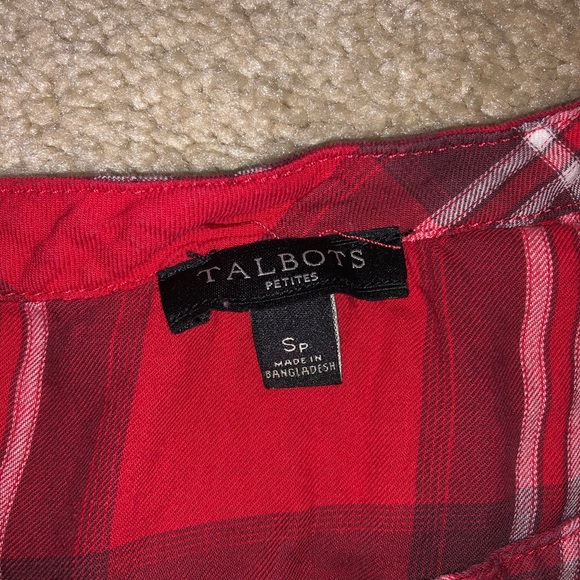 TALBOTS
PETITES
SP
MADE IN
BANGLADESH